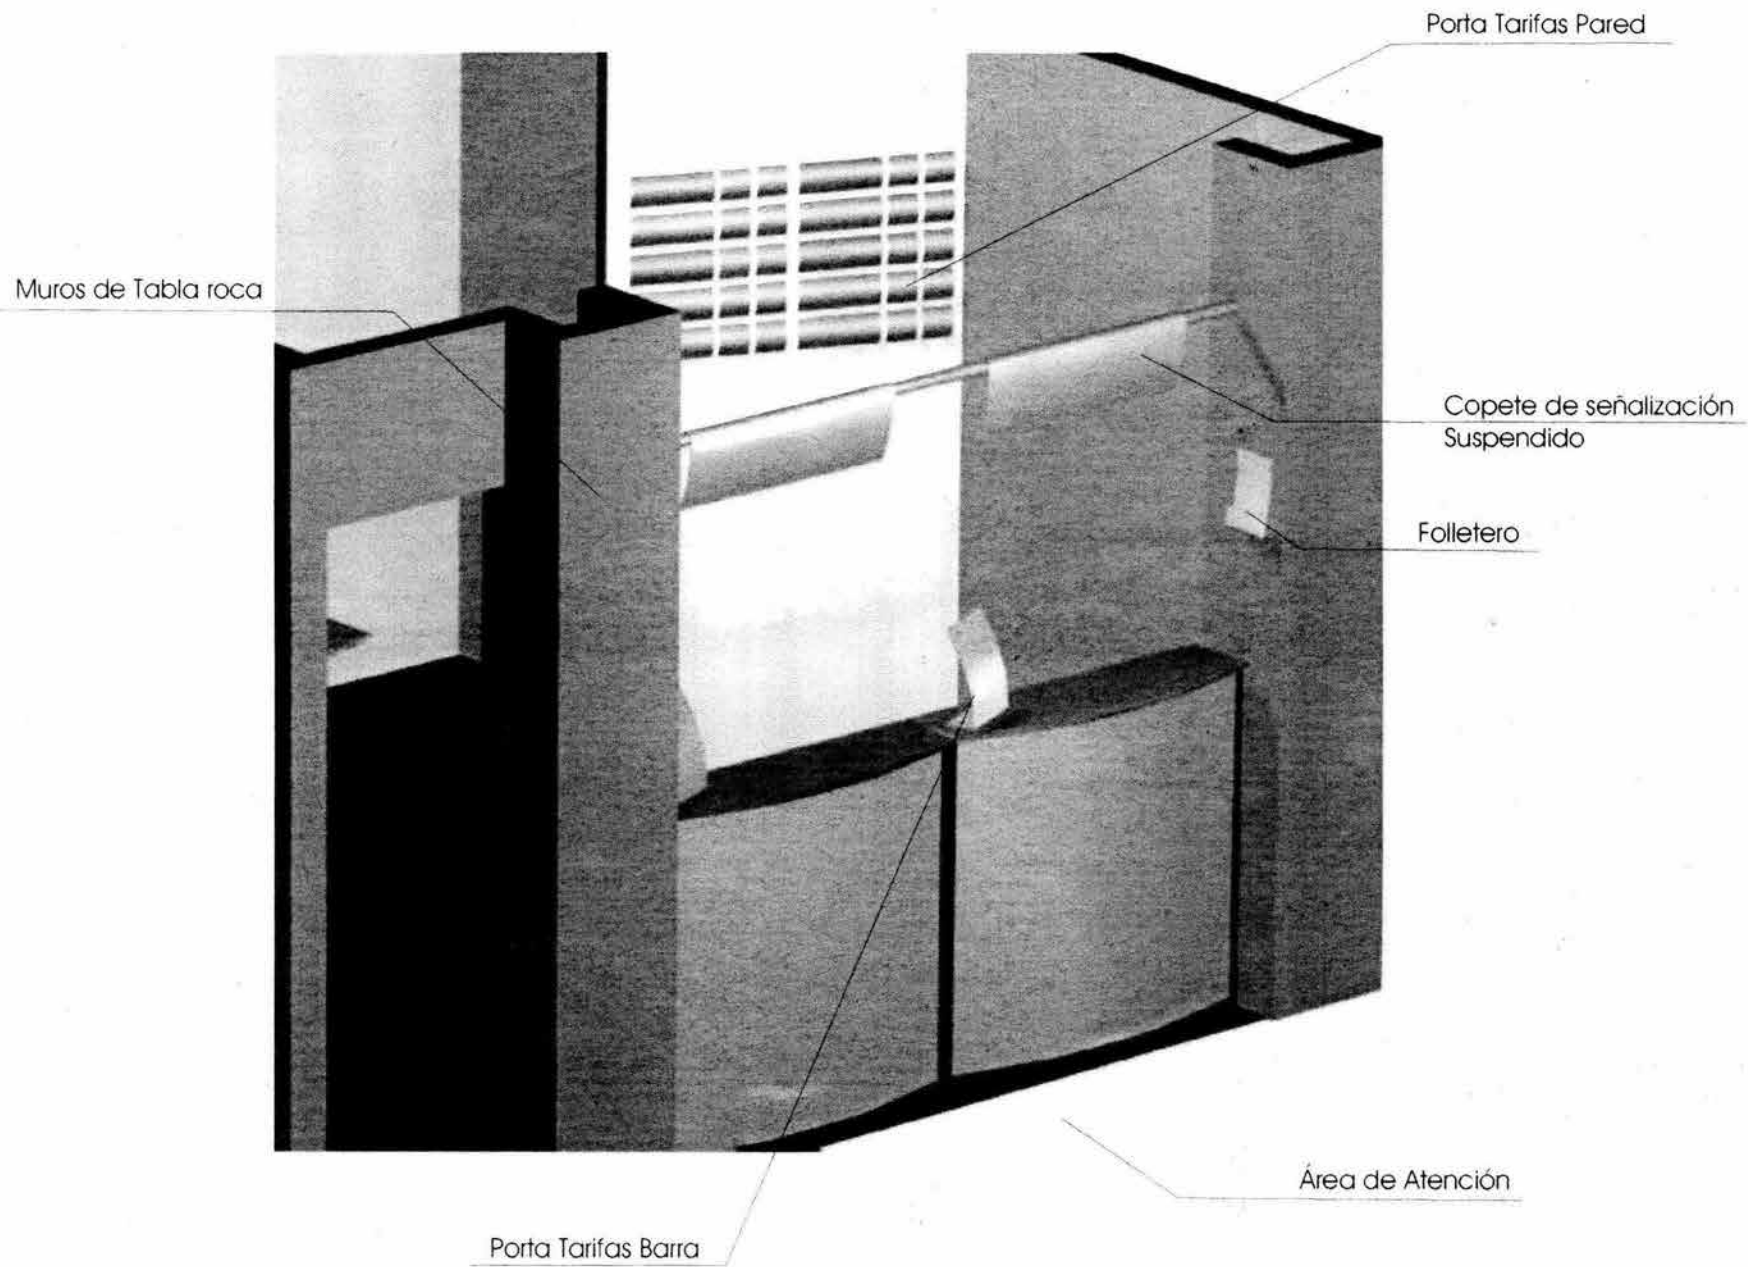 Porta Tarifas Pared
Muros de Tabla roca
Copete de señalización
Suspendido
Folletero
Área de Atención
Porta Tarifas Barra